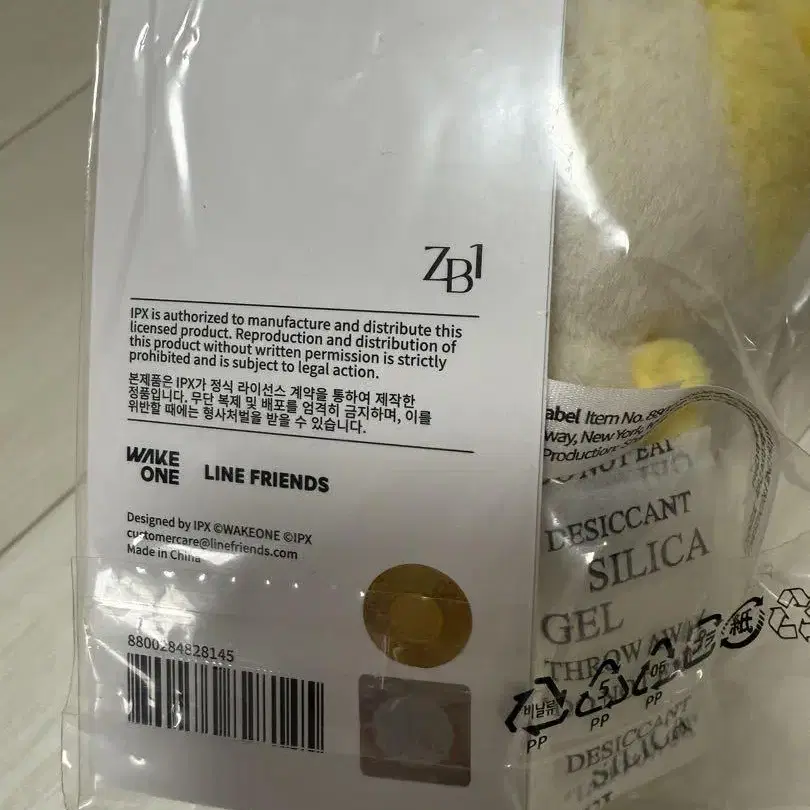 ZB1
IPX is authorized to manufacture and distribute this
licensed product. Reproduction and distribution of
this product without written permission is strictly
prohibited and is subject to legal action.
본제품은 IPX가 정식 라이선스 계약을 통하여 제작한
정품입니다. 무단 복제 및 배포를 엄격히 금지하며, 이를
위반할 때에는 형사처벌을 받을 수 있습니다.
WAKE
ONE
LINE FRIENDS
Designed by IPX ©WAKEONE ©IPX
customercare@linefriends.com
Made in China
8800284828145
Item No.
way, New York,
DESICCANT
SILICA
GEL
THROW AWAY
비닐류
PP
5
PP
05
PP
紙
DESICCANT
SILICA